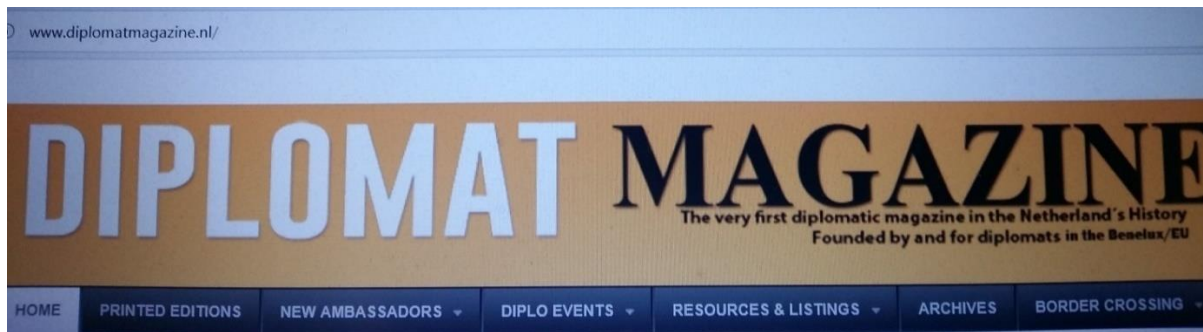 www.diplomatmagazine.nl/
DIPLOMAT MAGAZINE
The very first diplomatic magazine in the Netherland's History
Founded by and for diplomats in the Benelux/EU
HOME PRINTED EDITIONS NEW AMBASSADORS DIPLO EVENTS RESOURCES & LISTINGS ARCHIVES BORDER CROSSING